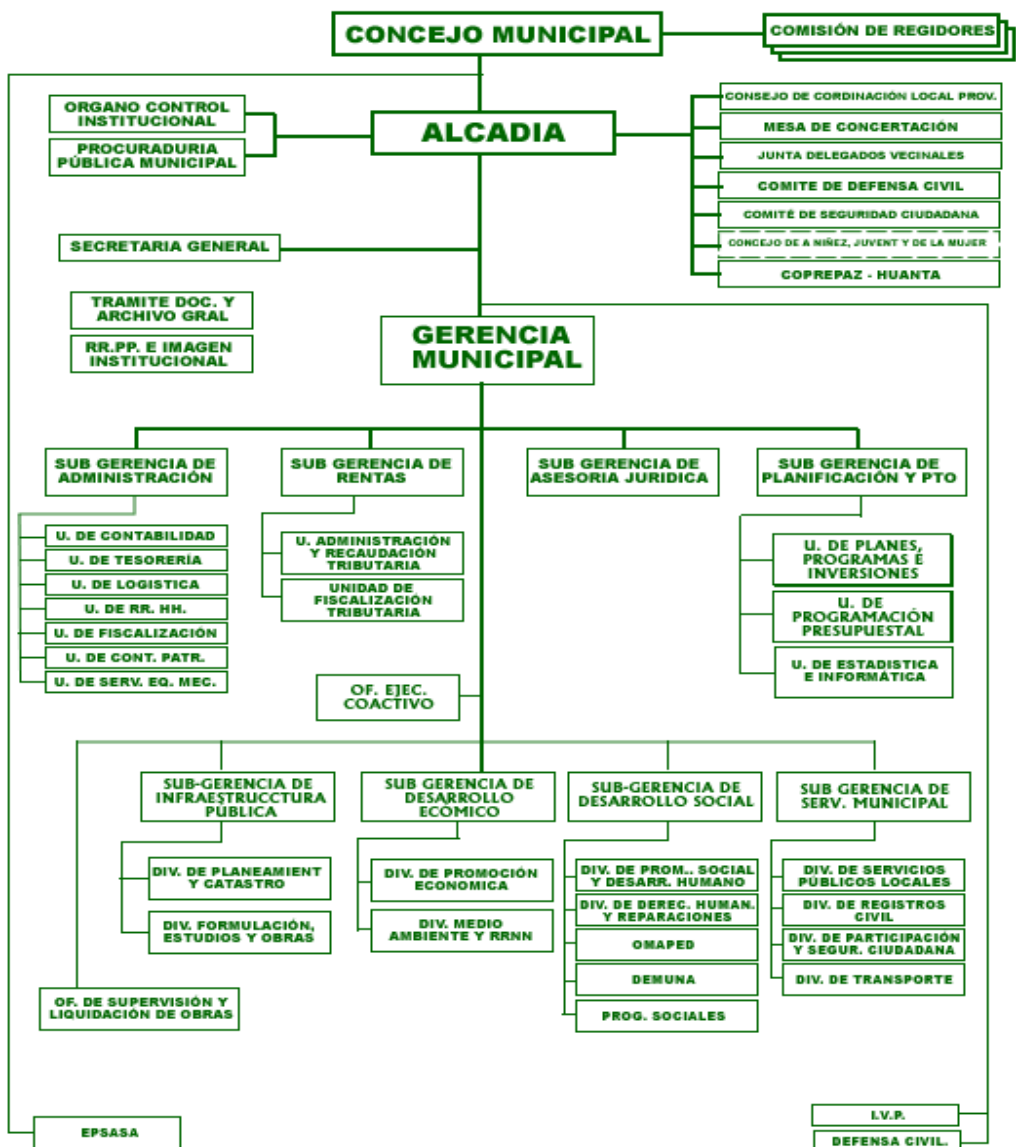 CONCEJO MUNICIPAL
COMISIÓN DE REGIDORES
ORGANO CONTROL
INSTITUCIONAL
PROCURADURIA
PÚBLICA MUNICIPAL
ALCADIA
CONSEJO DE CORDINACIÓN LOCAL PROV.
MESA DE CONCERTACIÓN
JUNTA DELEGADOS VECINALES
COMITE DE DEFENSA CIVIL
COMITÉ DE SEGURIDAD CIUDADANA
CONCEJO DE A NIÑEZ, JUVENT Y DE LA MUJER
COPREPAZ - HUANTA
SECRETARIA GENERAL
TRAMITE DOC. Y
ARCHIVO GRAL
RR.PP. E IMAGEN
INSTITUCIONAL
GERENCIA
MUNICIPAL
SUB GERENCIA DE
ADMINISTRACIÓN
U. DE CONTABILIDAD
U. DE TESORERÍA
U. DE LOGISTICA
U. DE RR. HH.
U. DE FISCALIZACIÓN
U. DE CONT. PATR.
U. DE SERV. EQ. MEC.
SUB GERENCIA DE
RENTAS
U. ADMINISTRACIÓN
Y RECAUDACIÓN
TRIBUTARIA
UNIDAD DE
FISCALIZACIÓN
TRIBUTARIA
SUB GERENCIA DE
ASESORIA JURIDICA
SUB GERENCIA DE
PLANIFICACIÓN Y PTO
U. DE PLANES,
PROGRAMAS E
INVERSIONES
U. DE
PROGRAMACIÓN
PRESUPUESTAL
U. DE ESTADISTICA
E INFORMÁTICA
OF. EJEC.
COACTIVO
SUB-GERENCIA DE
INFRAESTRUCCTURA
PÚBLICA
DIV. DE PLANEAMIENT
Y CATASTRO
DIV. FORMULACIÓN,
ESTUDIOS Y OBRAS
SUB GERENCIA DE
DESARROLLO
ECÓMICO
DIV. DE PROMOCIÓN
ECONOMICA
DIV. MEDIO
AMBIENTE Y RRNN
SUB-GERENCIA DE
DESARROLLO SOCIAL
DIV. DE PROM.. SOCIAL
Y DESARR. HUMANO
DIV. DE DEREC. HUMAN.
Y REPARACIONES
OMAPED
DEMUNA
PROG. SOCIALES
SUB GERENCIA DE
SERV. MUNICIPAL
DIV. DE SERVICIOS
PÚBLICOS LOCALES
DIV. DE REGISTROS
CIVIL
DIV. DE PARTICIPACIÓN
Y SEGUR. CIUDADANA
DIV. DE TRANSPORTE
OF. DE SUPERVISIÓN Y
LIQUIDACIÓN DE OBRAS
EPSASA
I.V.P.
DEFENSA CIVIL.